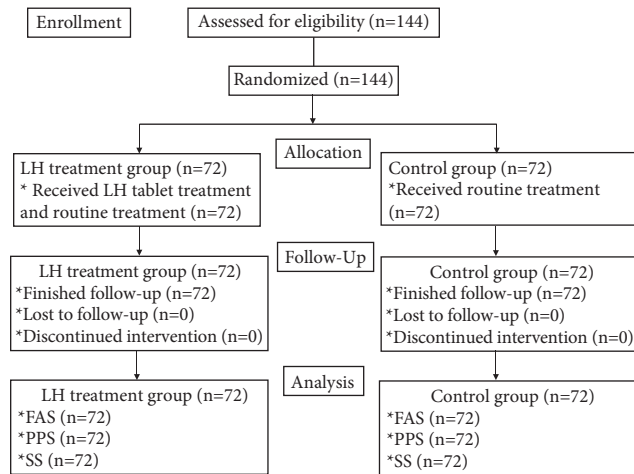 Enrollment
Assessed for eligibility (n=144)
Randomized (n=144)
Allocation
LH treatment group (n=72)
* Received LH tablet treatment
and routine treatment (n=72)
Control group (n=72)
*Received routine treatment
(n=72)
Follow-Up
LH treatment group (n=72)
*Finished follow-up (n=72)
*Lost to follow-up (n=0)
*Discontinued intervention (n=0)
Control group (n=72)
*Finished follow-up (n=72)
*Lost to follow-up (n=0)
*Discontinued intervention (n=0)
Analysis
LH treatment group (n=72)
*FAS (n=72)
*PPS (n=72)
*SS (n=72)
Control group (n=72)
*FAS (n=72)
*PPS (n=72)
*SS (n=72)